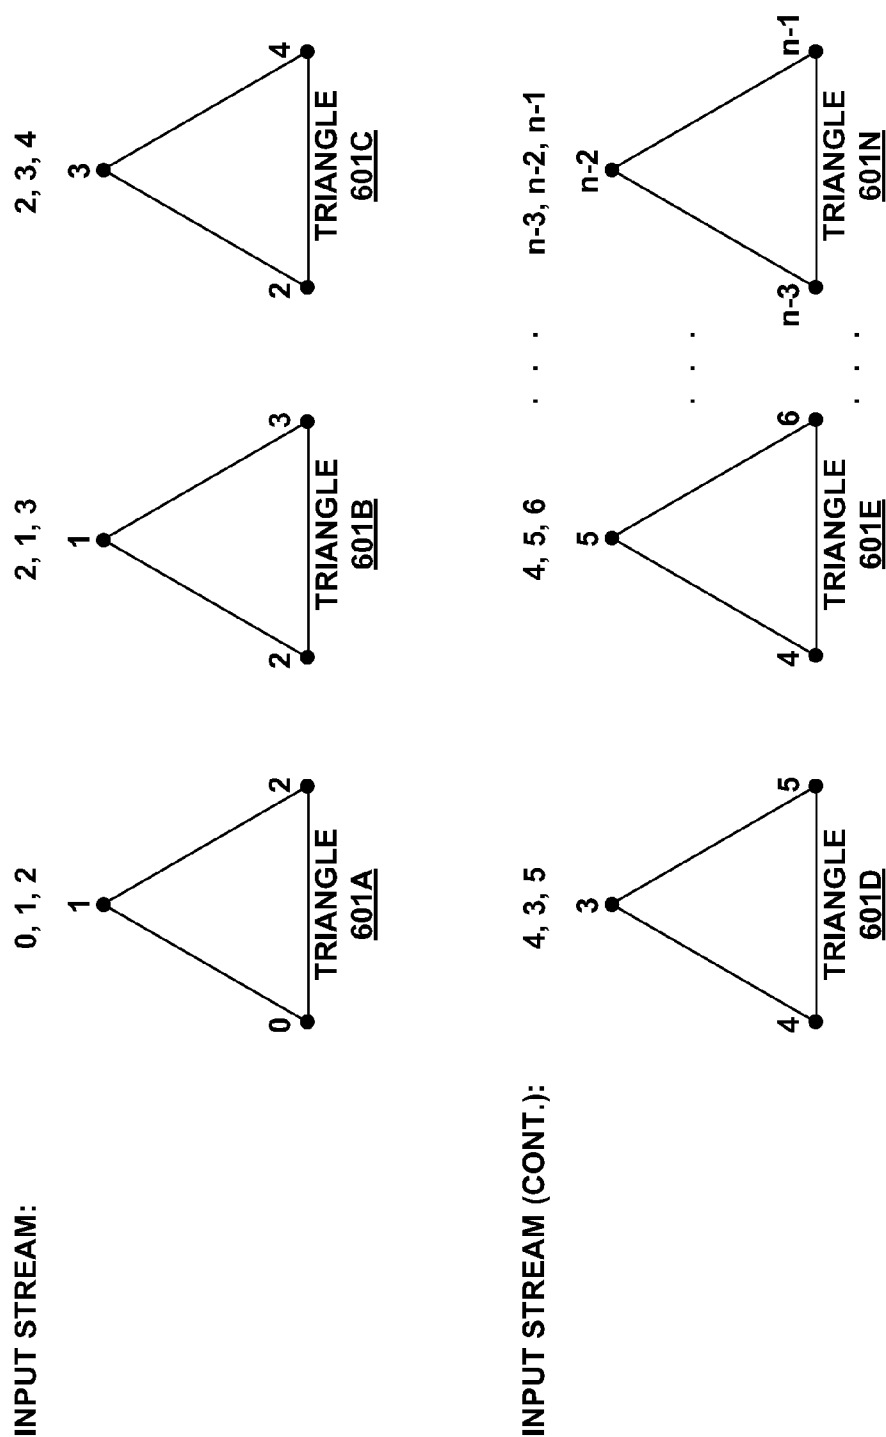 INPUT STREAM:
0, 1, 2
2, 1, 3
2, 3, 4
1
1
3
0
2
2
3
2
4
TRIANGLE
601A
TRIANGLE
601B
TRIANGLE
601C
INPUT STREAM (CONT.):
4, 3, 5
4, 5, 6
. . .
n-3, n-2, n-1
3
5
n-2
. . .
4
5
4
6
n-3
n-1
TRIANGLE
601D
TRIANGLE
601E
. . .
TRIANGLE
601N